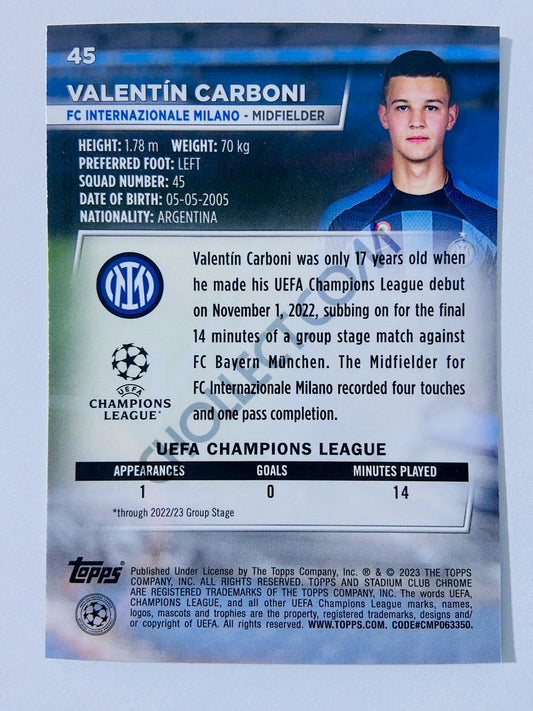 45
VALENTÍN CARBONI
FC INTERNAZIONALE MILANO - MIDFIELDER
HEIGHT: 1.78 m WEIGHT: 70 kg
PREFERRED FOOT: LEFT
SQUAD NUMBER: 45
DATE OF BIRTH: 05-05-2005
NATIONALITY: ARGENTINA
Valentín Carboni was only 17 years old when
he made his UEFA Champions League debut
on November 1, 2022, subbing on for the final
14 minutes of a group stage match against
FC Bayern München. The Midfielder for
FC Internazionale Milano recorded four touches
and one pass completion.
UEFA
CHAMPIONS
LEAGUE
CHOLLECT.COM
UEFA CHAMPIONS LEAGUE
APPEARANCES GOALS MINUTES PLAYED
1 0 14
*through 2022/23 Group Stage
Topps
Published Under License by The Topps Company, Inc. ® & © 2023 THE TOPPS
COMPANY, INC. ALL RIGHTS RESERVED. TOPPS AND STADIUM CLUB CHROME
ARE REGISTERED TRADEMARKS OF THE TOPPS COMPANY, INC. The words UEFA,
CHAMPIONS LEAGUE, and all other UEFA Champions League marks, names,
logos, mascots and trophies are the property, registered trademarks, designs and/
or copyright of UEFA. All rights reserved. WWW.TOPPS.COM. CODE#CMP063350.